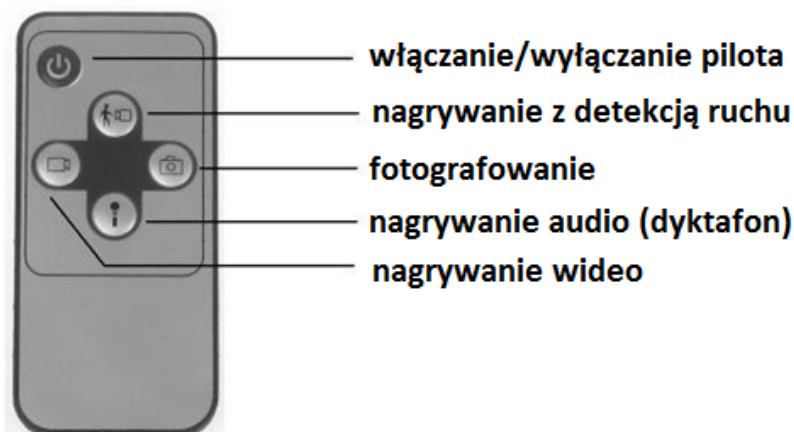 włączanie/wyłączanie pilota
nagrywanie z detekcją ruchu
fotografowanie
nagrywanie audio (dyktafon)
nagrywanie wideo